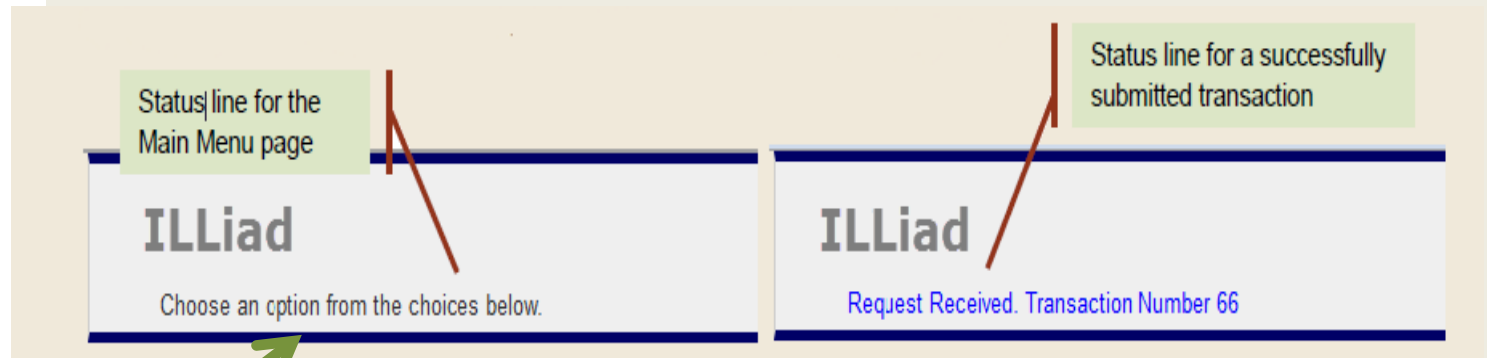 Status line for the
Main Menu page
Status line for a successfully
submitted transaction
ILLiad
Choose an option from the choices below.
ILLiad
Request Received. Transaction Number 66